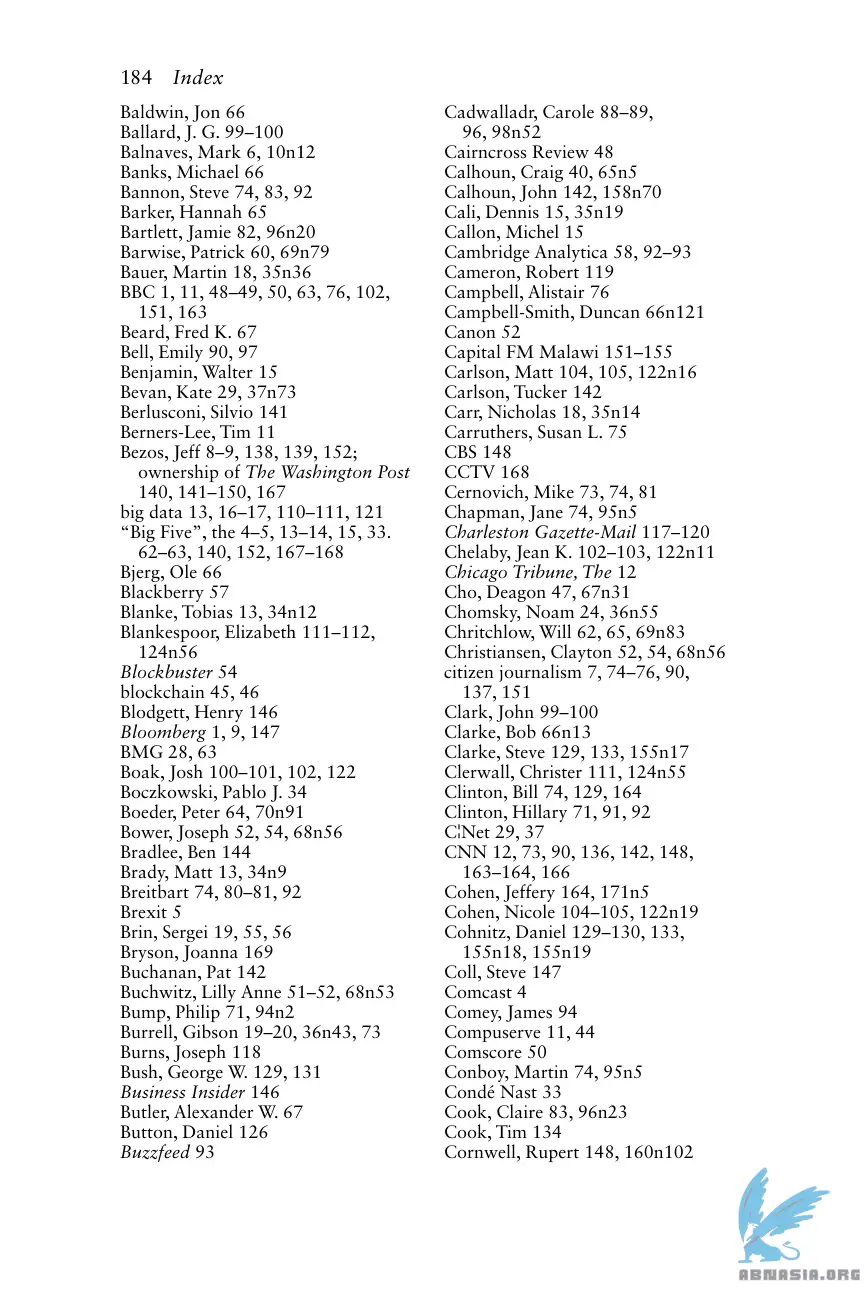 184 Index
Baldwin, Jon 66
Ballard, J. G. 99–100
Balnaves, Mark 6, 10n12
Banks, Michael 66
Bannon, Steve 74, 83, 92
Barker, Hannah 65
Bartlett, Jamie 82, 96n20
Barwise, Patrick 60, 69n79
Bauer, Martin 18, 35n36
BBC 1, 11, 48–49, 50, 63, 76, 102,
151, 163
Beard, Fred K. 67
Bell, Emily 90, 97
Benjamin, Walter 15
Bevan, Kate 29, 37n73
Berlusconi, Silvio 141
Berners-Lee, Tim 11
Bezos, Jeff 8–9, 138, 139, 152;
ownership of The Washington Post
140, 141–150, 167
big data 13, 16–17, 110–111, 121
“Big Five”, the 4–5, 13–14, 15, 33.
62–63, 140, 152, 167–168
Bjerg, Ole 66
Blackberry 57
Blanke, Tobias 13, 34n12
Blankespoor, Elizabeth 111–112,
124n56
Blockbuster 54
blockchain 45, 46
Blodgett, Henry 146
Bloomberg 1, 9, 147
BMG 28, 63
Boak, Josh 100–101, 102, 122
Boczkowski, Pablo J. 34
Boeder, Peter 64, 70n91
Bower, Joseph 52, 54, 68n56
Bradlee, Ben 144
Brady, Matt 13, 34n9
Breitbart 74, 80–81, 92
Brexit 5
Brin, Sergei 19, 55, 56
Bryson, Joanna 169
Buchanan, Pat 142
Buchwitz, Lilly Anne 51–52, 68n53
Bump, Philip 71, 94n2
Burrell, Gibson 19–20, 36n43, 73
Burns, Joseph 118
Bush, George W. 129, 131
Business Insider 146
Butler, Alexander W. 67
Button, Daniel 126
Buzzfeed 93
Cadwalladr, Carole 88–89,
96, 98n52
Cairncross Review 48
Calhoun, Craig 40, 65n5
Calhoun, John 142, 158n70
Cali, Dennis 15, 35n19
Callon, Michel 15
Cambridge Analytica 58, 92–93
Cameron, Robert 119
Campbell, Alistair 76
Campbell-Smith, Duncan 66n121
Canon 52
Capital FM Malawi 151–155
Carlson, Matt 104, 105, 122n16
Carlson, Tucker 142
Carr, Nicholas 18, 35n14
Carruthers, Susan L. 75
CBS 148
CCTV 168
Cernovich, Mike 73, 74, 81
Chapman, Jane 74, 95n5
Charleston Gazette-Mail 117–120
Chelaby, Jean K. 102–103, 122n11
Chicago Tribune, The 12
Cho, Deagon 47, 67n31
Chomsky, Noam 24, 36n55
Chritchlow, Will 62, 65, 69n83
Christiansen, Clayton 52, 54, 68n56
citizen journalism 7, 74–76, 90,
137, 151
Clark, John 99–100
Clarke, Bob 66n13
Clarke, Steve 129, 133, 155n17
Clerwall, Christer 111, 124n55
Clinton, Bill 74, 129, 164
Clinton, Hillary 71, 91, 92
C¦Net 29, 37
CNN 12, 73, 90, 136, 142, 148,
163–164, 166
Cohen, Jeffery 164, 171n5
Cohen, Nicole 104–105, 122n19
Cohnitz, Daniel 129–130, 133,
155n18, 155n19
Coll, Steve 147
Comcast 4
Comey, James 94
Compuserve 11, 44
Comscore 50
Conboy, Martin 74, 95n5
Condé Nast 33
Cook, Claire 83, 96n23
Cook, Tim 134
Cornwell, Rupert 148, 160n102
ABNASIA.ORG